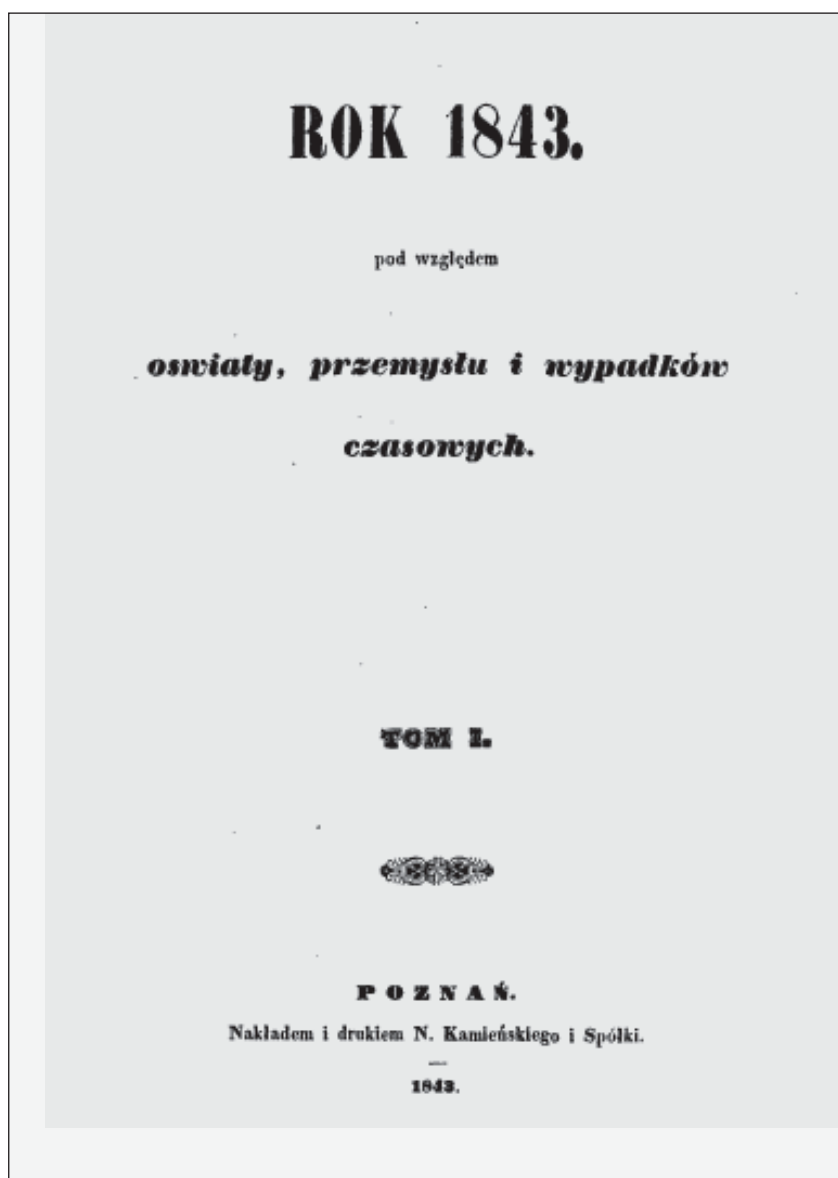 ROK 1843.
pod względem
oswiaty, przemysłu i wypadków
czasowych.
TOM I.
POZNAŃ.
Nakładem i drukiem N. Kamieńskiego i Spółki.
1843.